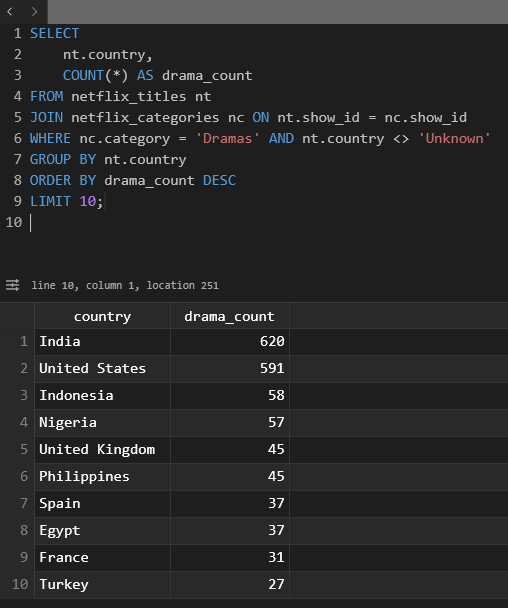 1 SELECT
2     nt.country,
3     COUNT(*) AS drama_count
4 FROM netflix_titles nt
5 JOIN netflix_categories nc ON nt.show_id = nc.show_id
6 WHERE nc.category = 'Dramas' AND nt.country <> 'Unknown'
7 GROUP BY nt.country
8 ORDER BY drama_count DESC
9 LIMIT 10;
10
line 10, column 1, location 251
country drama_count
1 India 620
2 United States 591
3 Indonesia 58
4 Nigeria 57
5 United Kingdom 45
6 Philippines 45
7 Spain 37
8 Egypt 37
9 France 31
10 Turkey 27